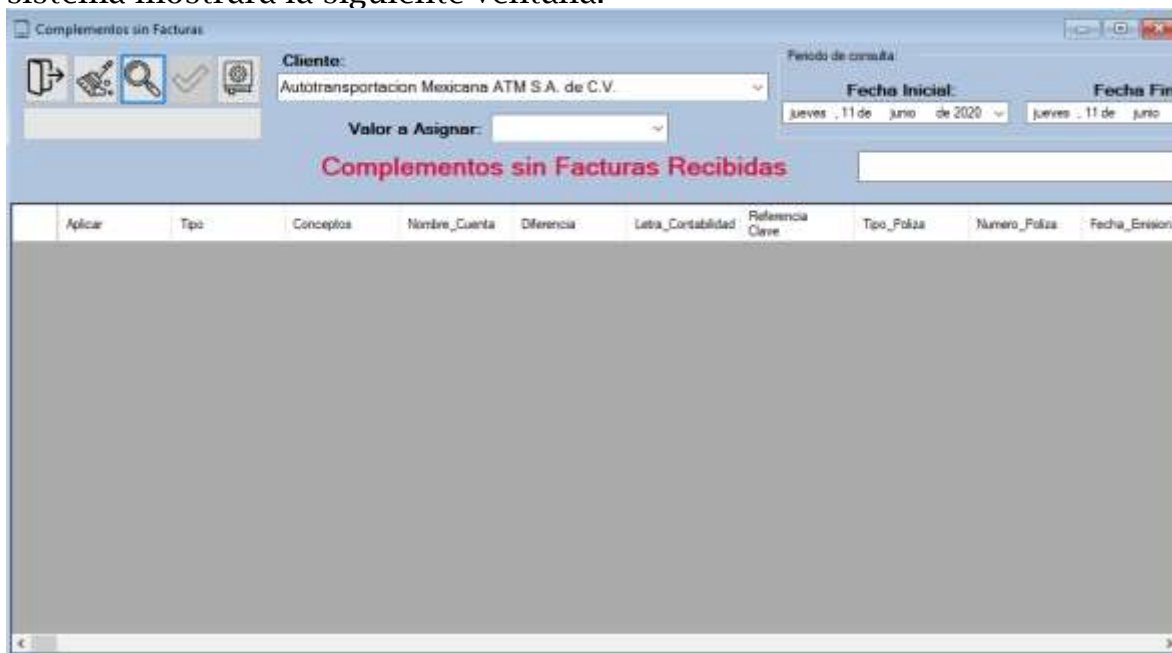 sistema mostrará la siguiente ventana:
Complementos sin Facturas
Cliente:
Autotransportacion Mexicana ATM S.A. de C.V.
Periodo de consulta
Fecha Inicial:
Fecha Fin
jueves , 11 de junio de 2020
jueves , 11 de junio
Valor a Asignar:
Complementos sin Facturas Recibidas
Aplicar Tipo Conceptos Nombre_Cuenta Diferencia Letra_Contabilidad Referencia Clave Tipo_Poliza Numero_Poliza Fecha_Emision